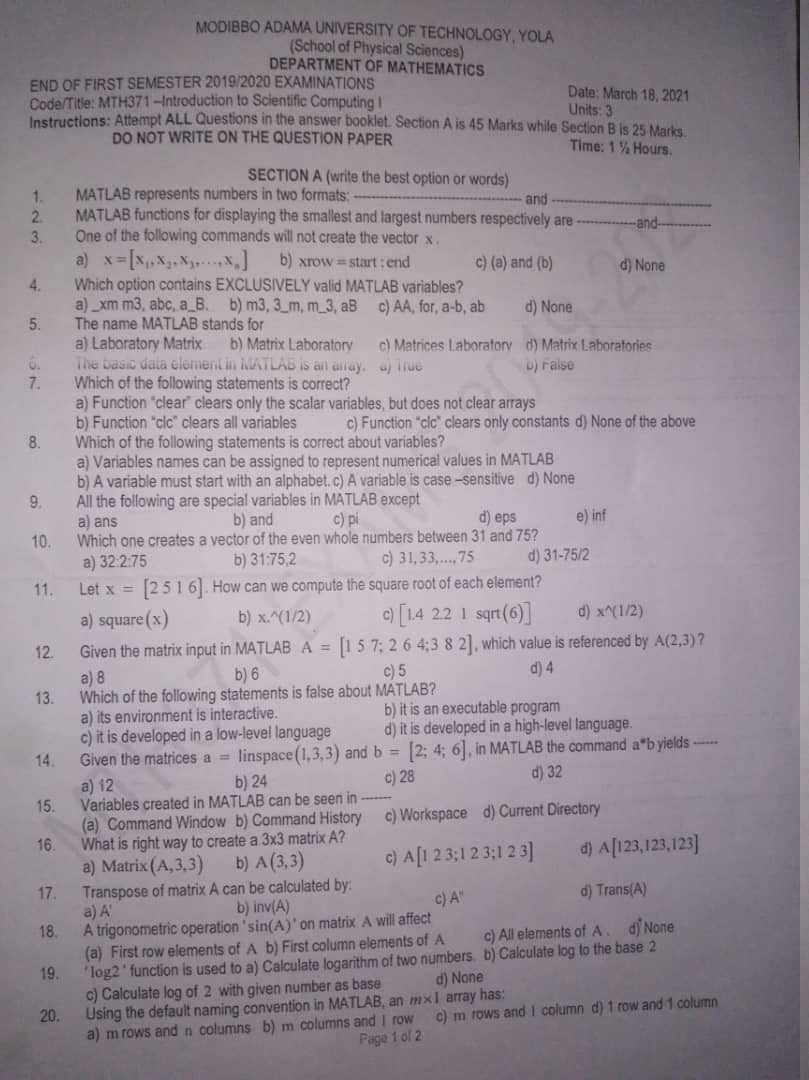 MODIBBO ADAMA UNIVERSITY OF TECHNOLOGY, YOLA
(School of Physical Sciences)
DEPARTMENT OF MATHEMATICS
END OF FIRST SEMESTER 2019/2020 EXAMINATIONS
Date: March 18, 2021
Code/Title: MTH371 –Introduction to Scientific Computing I
Units: 3
Instructions: Attempt ALL Questions in the answer booklet. Section A is 45 Marks while Section B is 25 Marks.
DO NOT WRITE ON THE QUESTION PAPER
Time: 1 ½ Hours.
SECTION A (write the best option or words)
1. MATLAB represents numbers in two formats: ------------------------------------ and ------------------------------------
2. MATLAB functions for displaying the smallest and largest numbers respectively are -------------and------------
3. One of the following commands will not create the vector x.
a) x = [x₁, x₂, x₃, . . . , xₙ] b) xrow = start : end c) (a) and (b) d) None
4. Which option contains EXCLUSIVELY valid MATLAB variables?
a) _xm m3, abc, a_B. b) m3, 3_m, m_3, aB c) AA, for, a-b, ab d) None
5. The name MATLAB stands for
a) Laboratory Matrix b) Matrix Laboratory c) Matrices Laboratory d) Matrix Laboratories
6. The basic data element in MATLAB is an array. a) True b) False
7. Which of the following statements is correct?
a) Function "clear" clears only the scalar variables, but does not clear arrays
b) Function "clc" clears all variables c) Function "clc" clears only constants d) None of the above
8. Which of the following statements is correct about variables?
a) Variables names can be assigned to represent numerical values in MATLAB
b) A variable must start with an alphabet. c) A variable is case –sensitive d) None
9. All the following are special variables in MATLAB except
a) ans b) and c) pi d) eps e) inf
10. Which one creates a vector of the even whole numbers between 31 and 75?
a) 32:2:75 b) 31:75,2 c) 31, 33,..., 75 d) 31-75/2
11. Let x = [2 5 1 6]. How can we compute the square root of each element?
a) square(x) b) x.^(1/2) c) [1.4 2.2 1 sqrt(6)] d) x^(1/2)
12. Given the matrix input in MATLAB A = [1 5 7; 2 6 4;3 8 2], which value is referenced by A(2,3)?
a) 8 b) 6 c) 5 d) 4
13. Which of the following statements is false about MATLAB?
a) its environment is interactive. b) it is an executable program
c) it is developed in a low-level language d) it is developed in a high-level language.
14. Given the matrices a = linspace(1,3,3) and b = [2; 4; 6], in MATLAB the command a*b yields ------
a) 12 b) 24 c) 28 d) 32
15. Variables created in MATLAB can be seen in -------
(a) Command Window b) Command History c) Workspace d) Current Directory
16. What is right way to create a 3x3 matrix A?
a) Matrix(A,3,3) b) A(3,3) c) A[1 2 3;1 2 3;1 2 3] d) A[123,123,123]
17. Transpose of matrix A can be calculated by:
a) A' b) inv(A) c) A" d) Trans(A)
18. A trigonometric operation 'sin(A)' on matrix A will affect
(a) First row elements of A b) First column elements of A c) All elements of A . d) None
19. 'log2' function is used to a) Calculate logarithm of two numbers. b) Calculate log to the base 2
c) Calculate log of 2 with given number as base d) None
20. Using the default naming convention in MATLAB, an m×1 array has:
a) m rows and n columns b) m columns and 1 row c) m rows and 1 column d) 1 row and 1 column
Page 1 of 2